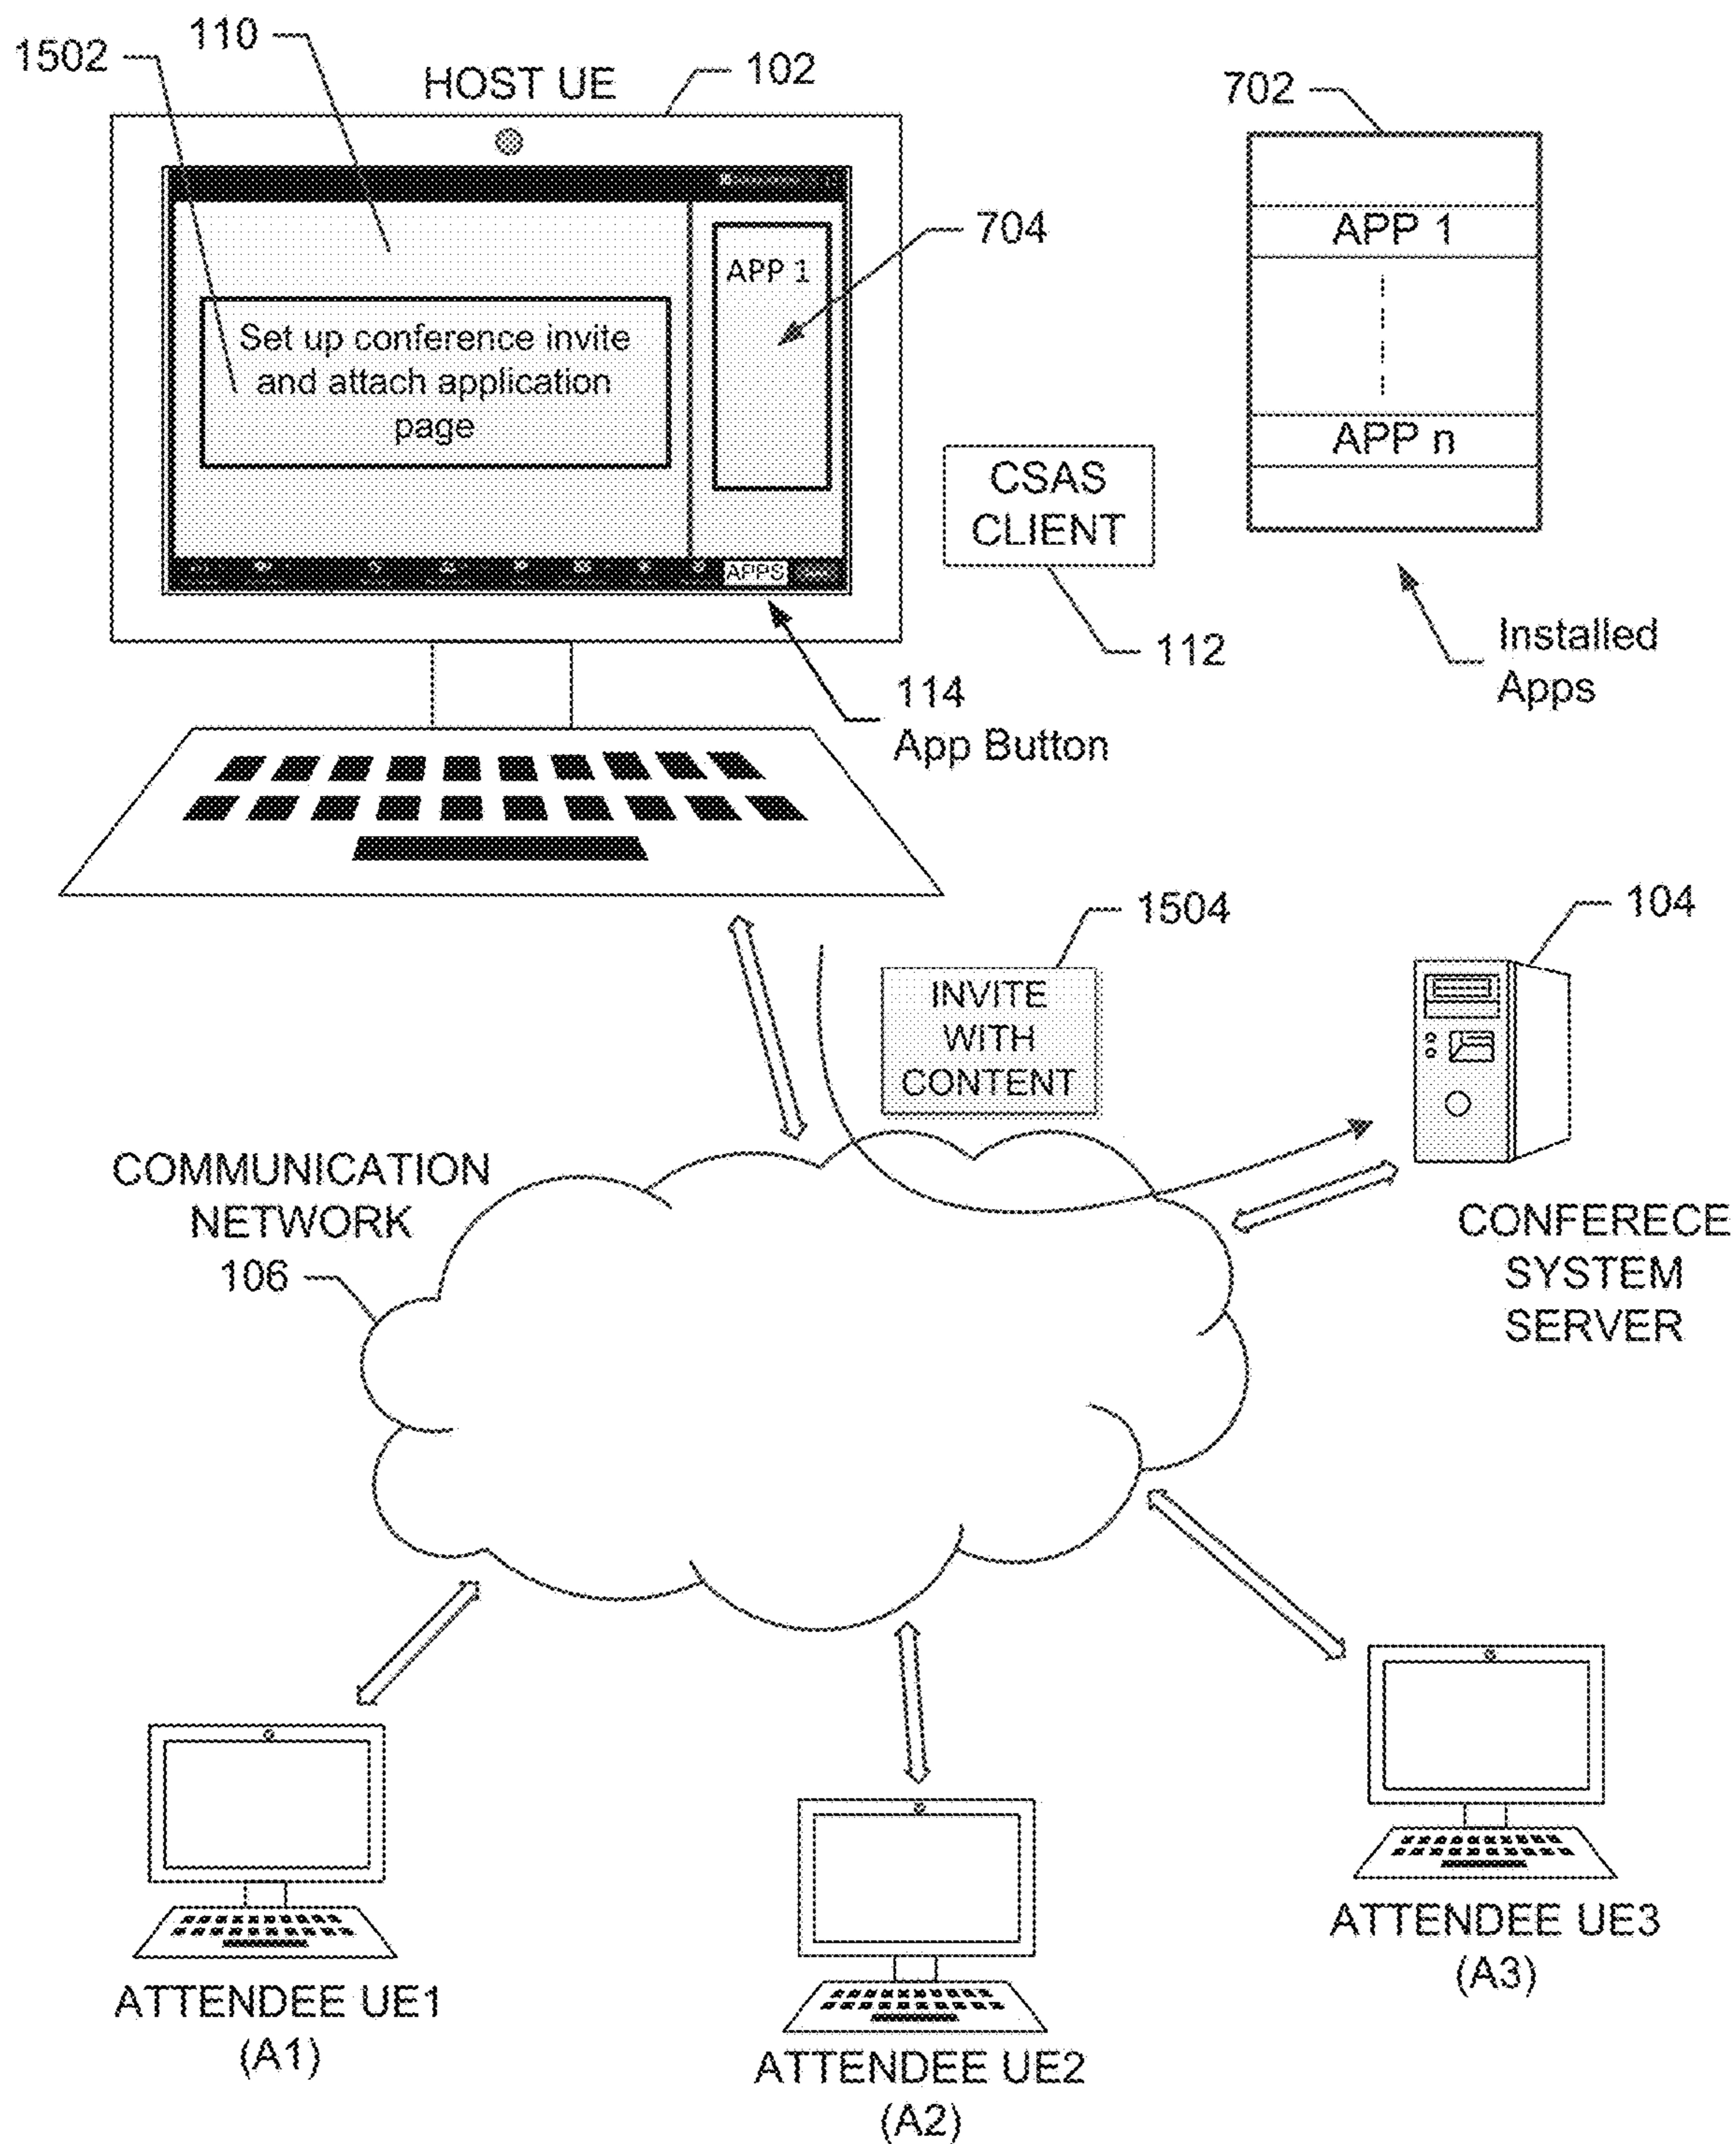 110
1502
HOST UE
102
702
APP 1
APP n
Installed
Apps
704
APP 1
Set up conference invite
and attach application
page
APPS
CSAS
CLIENT
112
114
App Button
1504
INVITE
WITH
CONTENT
104
CONFERECE
SYSTEM
SERVER
COMMUNICATION
NETWORK
106
ATTENDEE UE1
(A1)
ATTENDEE UE2
(A2)
ATTENDEE UE3
(A3)